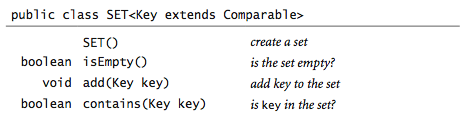 public class SET<Key extends Comparable>
SET() create a set
boolean isEmpty() is the set empty?
void add(Key key) add key to the set
boolean contains(Key key) is key in the set?